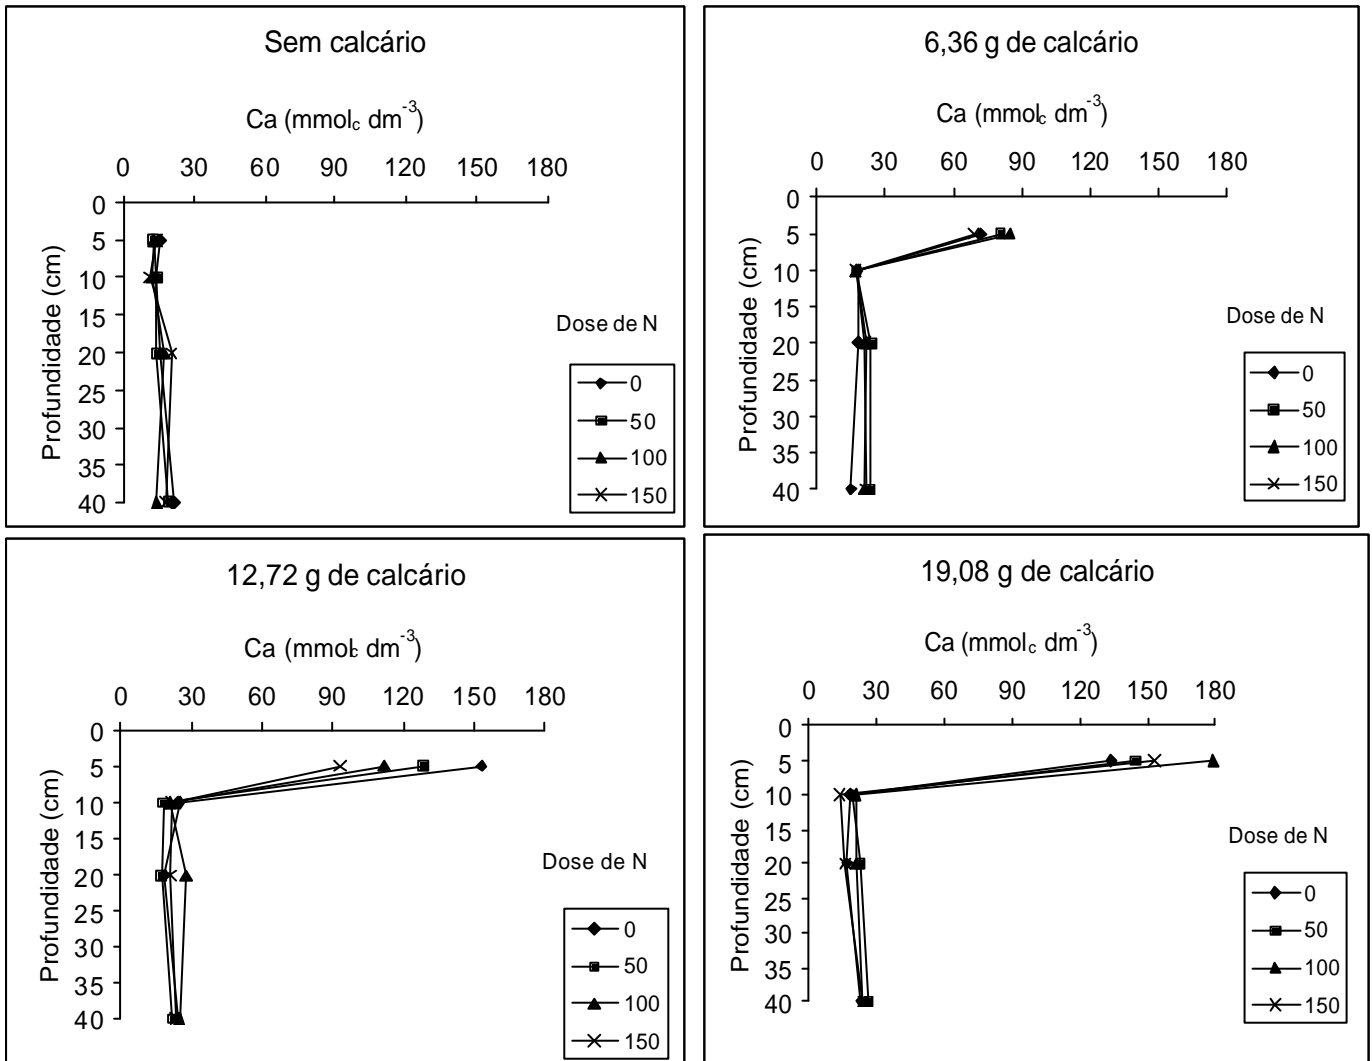 Sem calcário
Ca (mmolc dm-3)
0 30 60 90 120 150 180
Profundidade (cm)
0
5
10
15
20
25
30
35
40
Dose de N
0
50
100
150
6,36 g de calcário
Ca (mmolc dm-3)
0 30 60 90 120 150 180
Profundidade (cm)
0
5
10
15
20
25
30
35
40
Dose de N
0
50
100
150
12,72 g de calcário
Ca (mmolc dm-3)
0 30 60 90 120 150 180
Profundidade (cm)
0
5
10
15
20
25
30
35
40
Dose de N
0
50
100
150
19,08 g de calcário
Ca (mmolc dm-3)
0 30 60 90 120 150 180
Profundidade (cm)
0
5
10
15
20
25
30
35
40
Dose de N
0
50
100
150